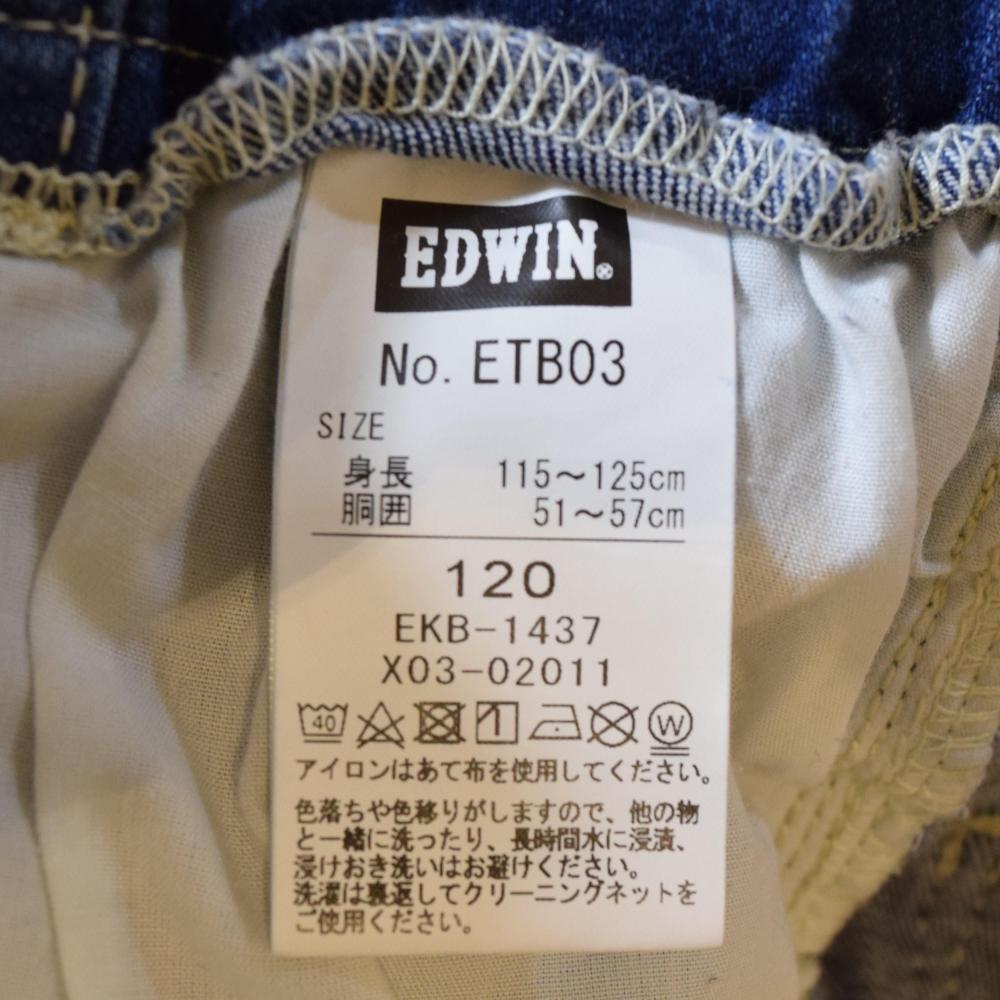 EDWIN®
No. ETB03
SIZE
身長 115〜125cm
胴囲 51〜57cm
120
EKB-1437
X03-02011
40 W
アイロンはあて布を使用してください。
色落ちや色移りがしますので、他の物
と一緒に洗ったり、長時間水に浸漬、
浸けおき洗いはお避けください。
洗濯は裏返してクリーニングネットを
ご使用ください。